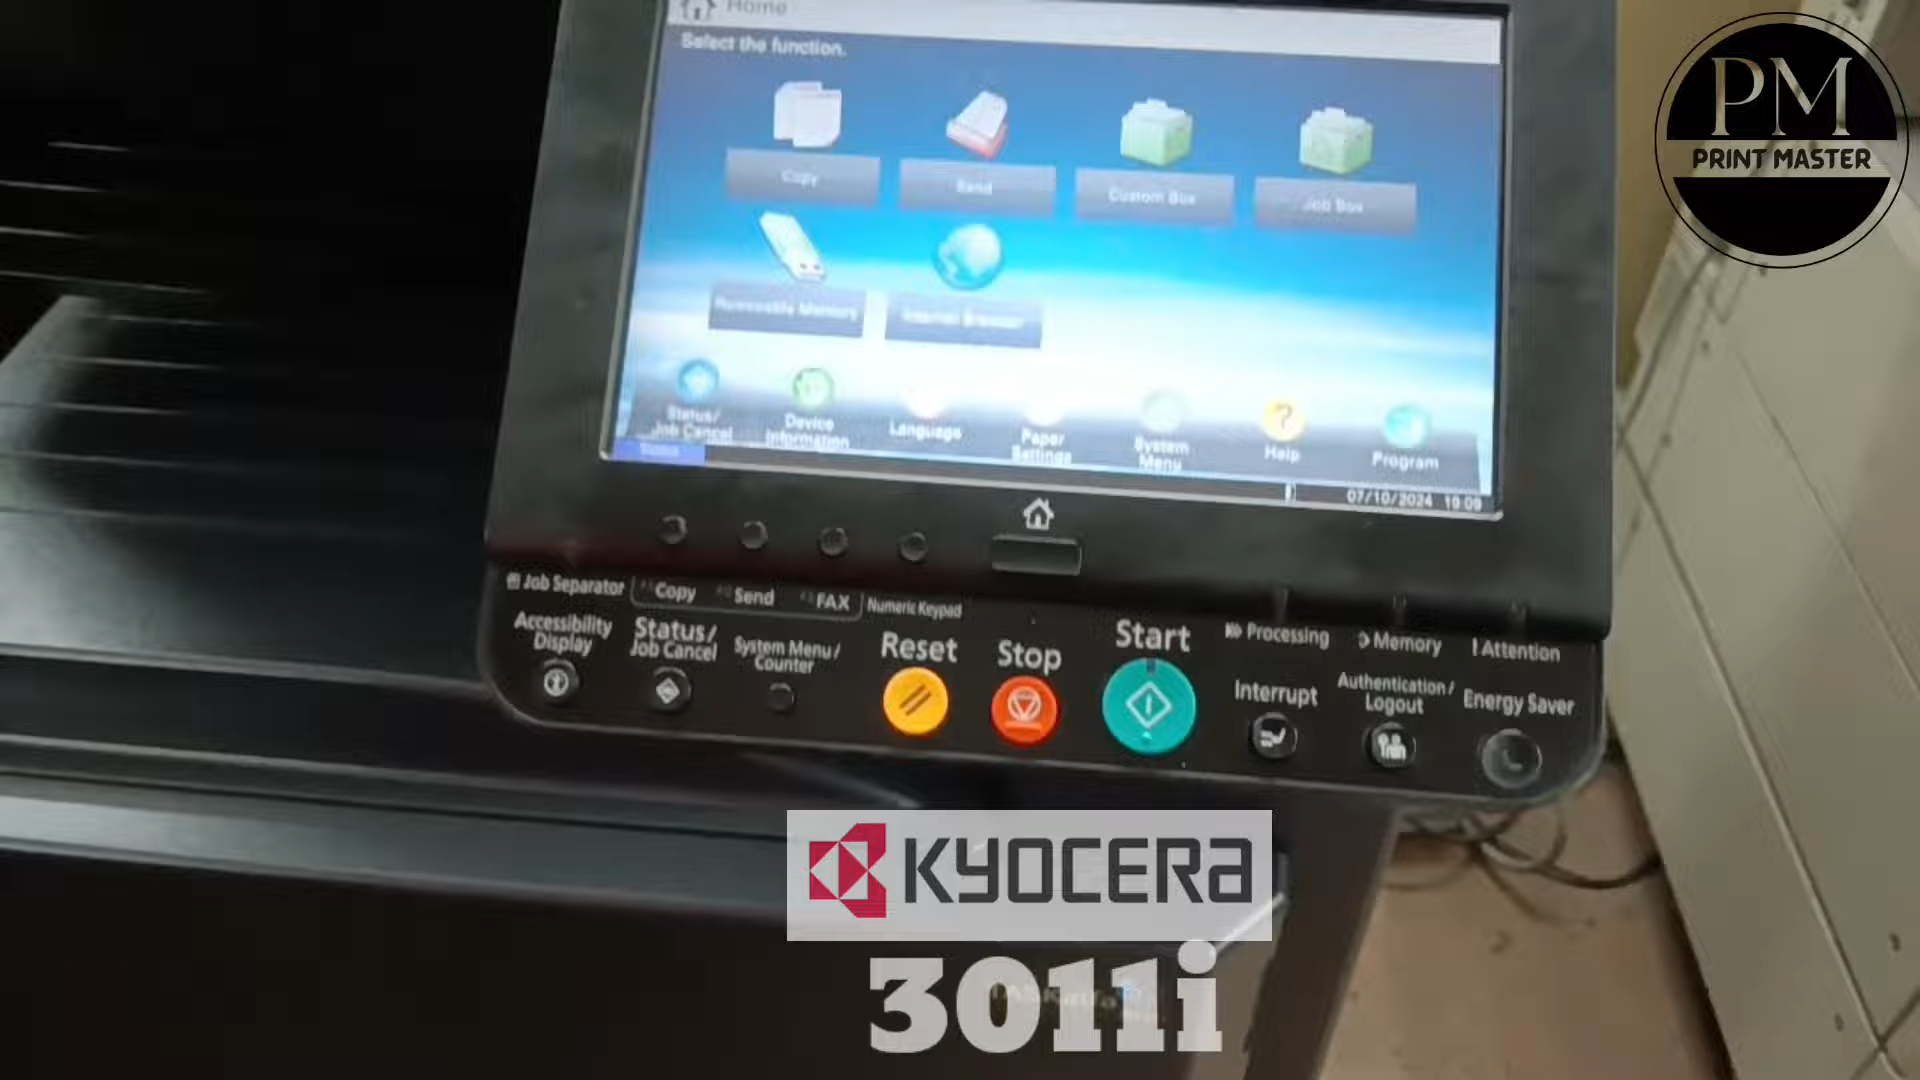 Home
Select the function.
Copy
Send
Custom Box
Job Box
Removable Memory
Internet Browser
Status/
Job Cancel
Device
Information
Language
Paper
Settings
System
Menu
Help
Program
07/10/2024 19:09
PM
PRINT MASTER
Job Separator
Copy
Send
FAX
Numeric Keypad
Accessibility
Display
Status/
Job Cancel
System Menu/
Counter
Reset
Stop
Start
Processing
Memory
Attention
Interrupt
Authentication/
Logout
Energy Saver
KYOCERA
3011i